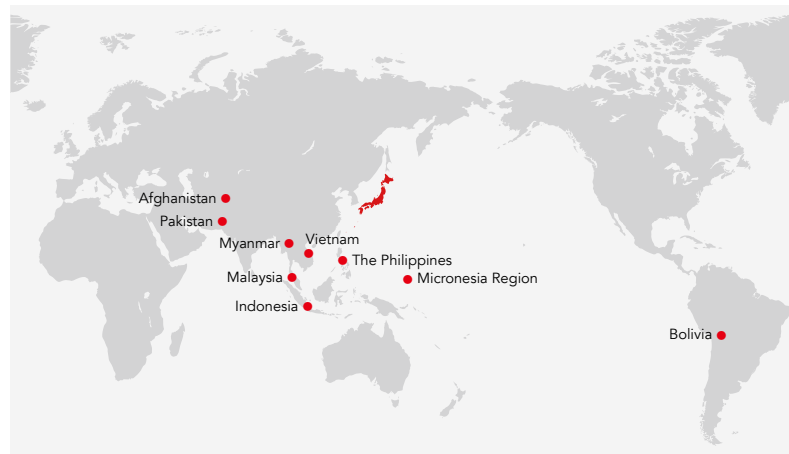 Afghanistan
Pakistan
Myanmar
Vietnam
The Philippines
Malaysia
Micronesia Region
Indonesia
Bolivia